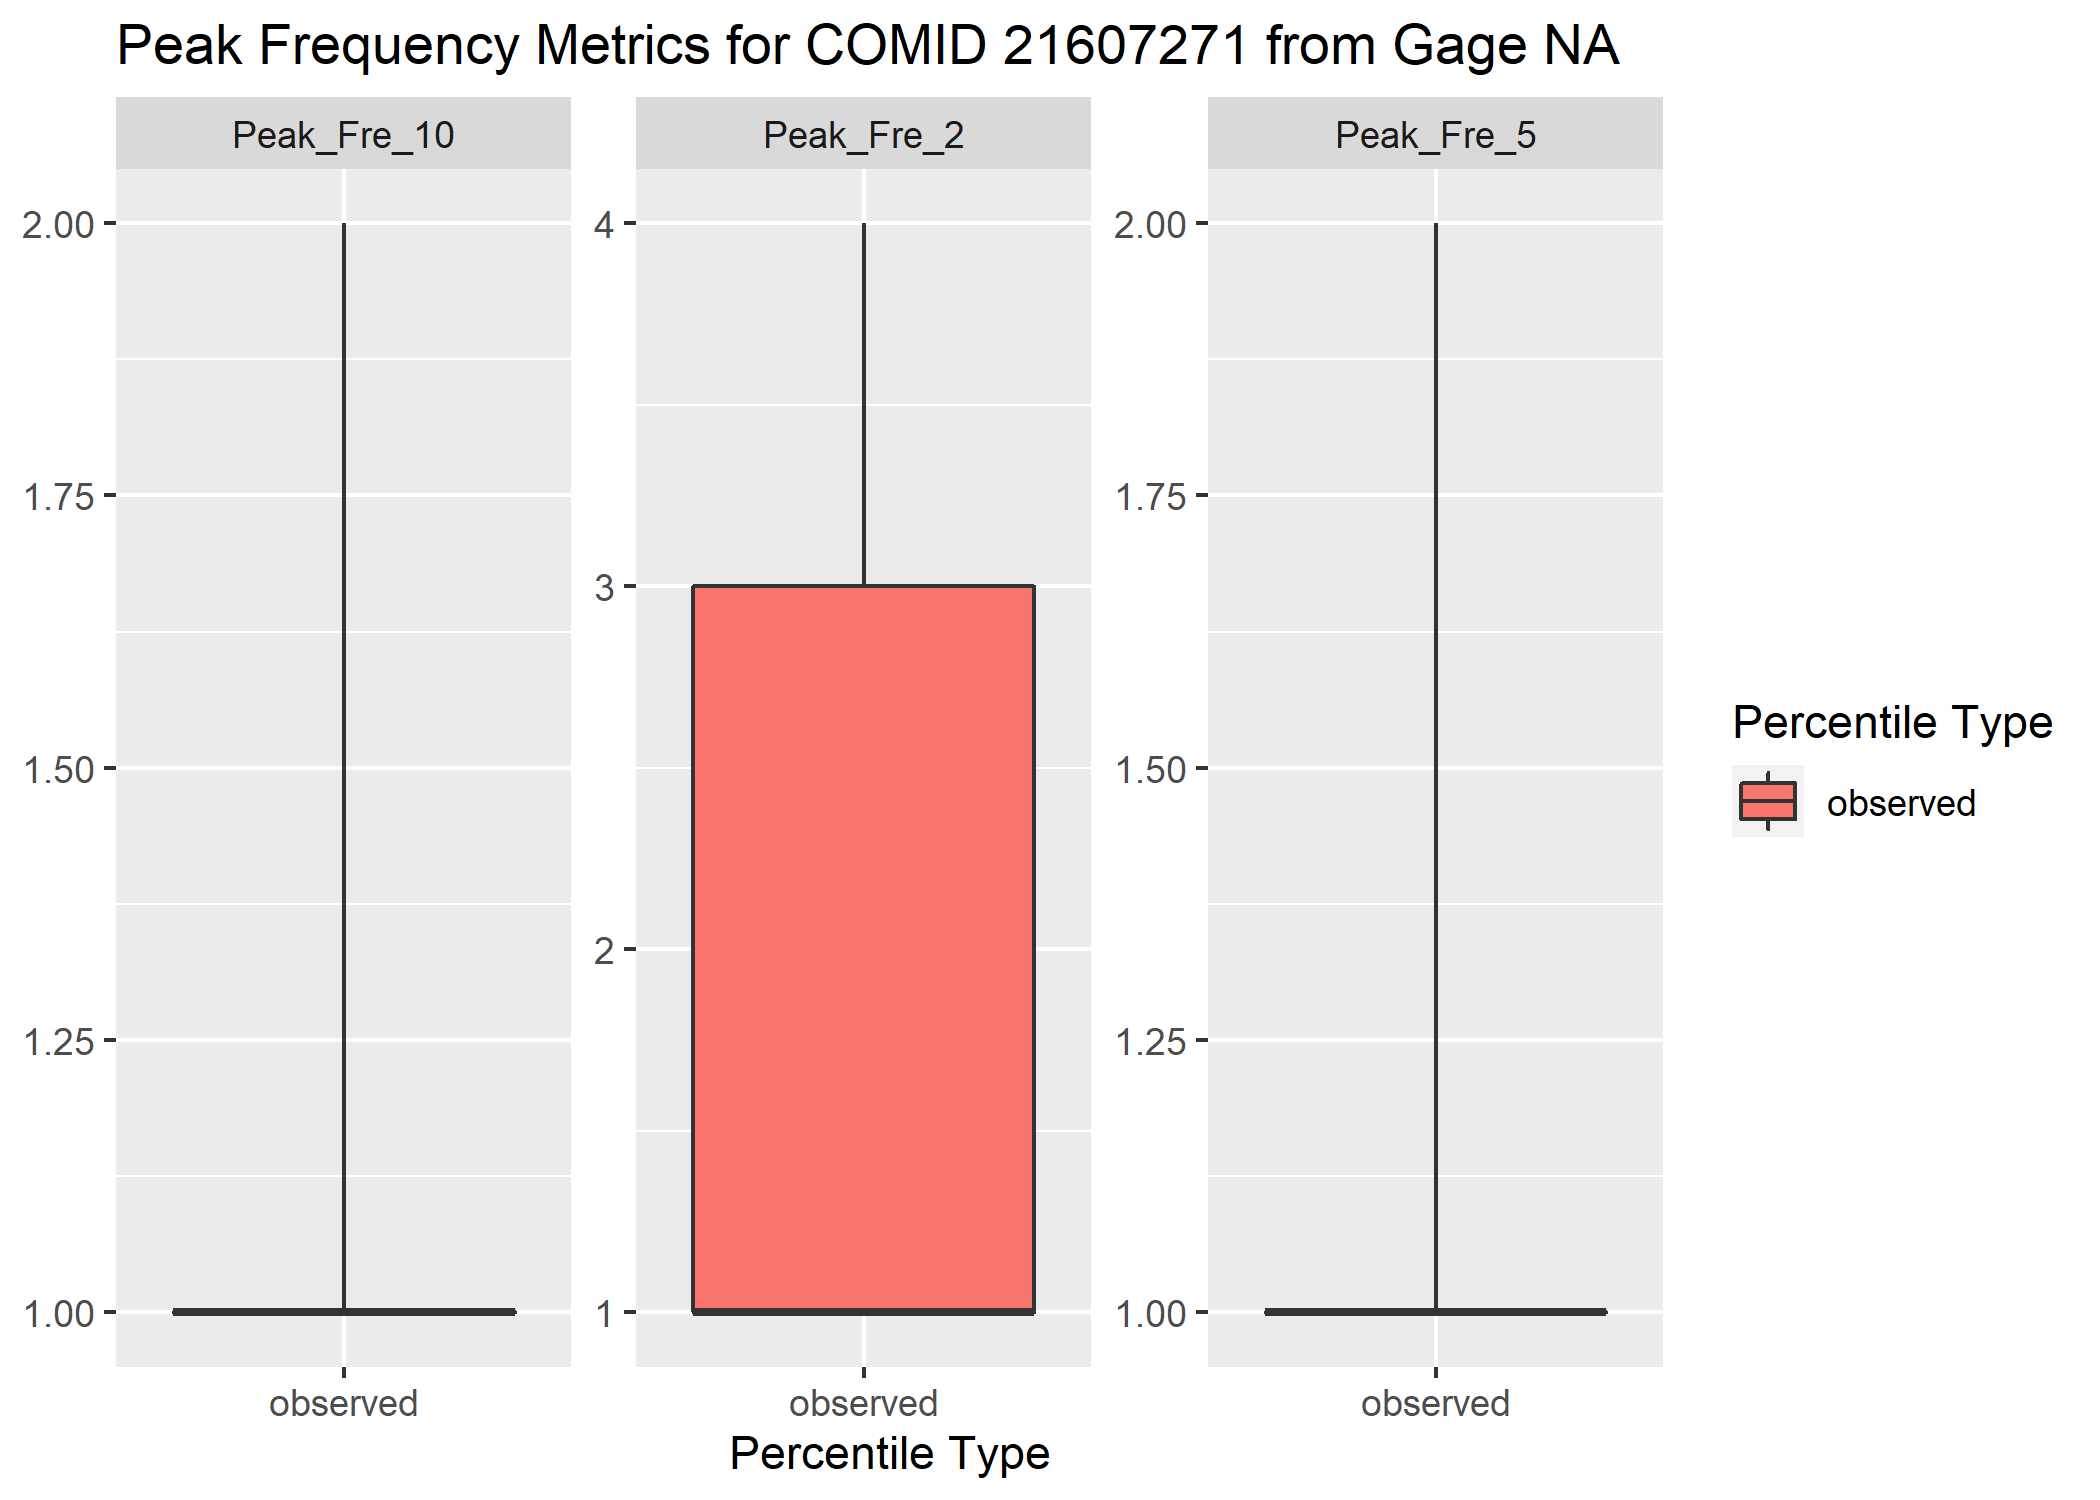 Peak Frequency Metrics for COMID 21607271 from Gage NA
Peak_Fre_10
Peak_Fre_2
Peak_Fre_5
2.00
1.75
1.50
1.25
1.00
4
3
2
1
2.00
1.75
1.50
1.25
1.00
observed
observed
observed
Percentile Type
Percentile Type
observed